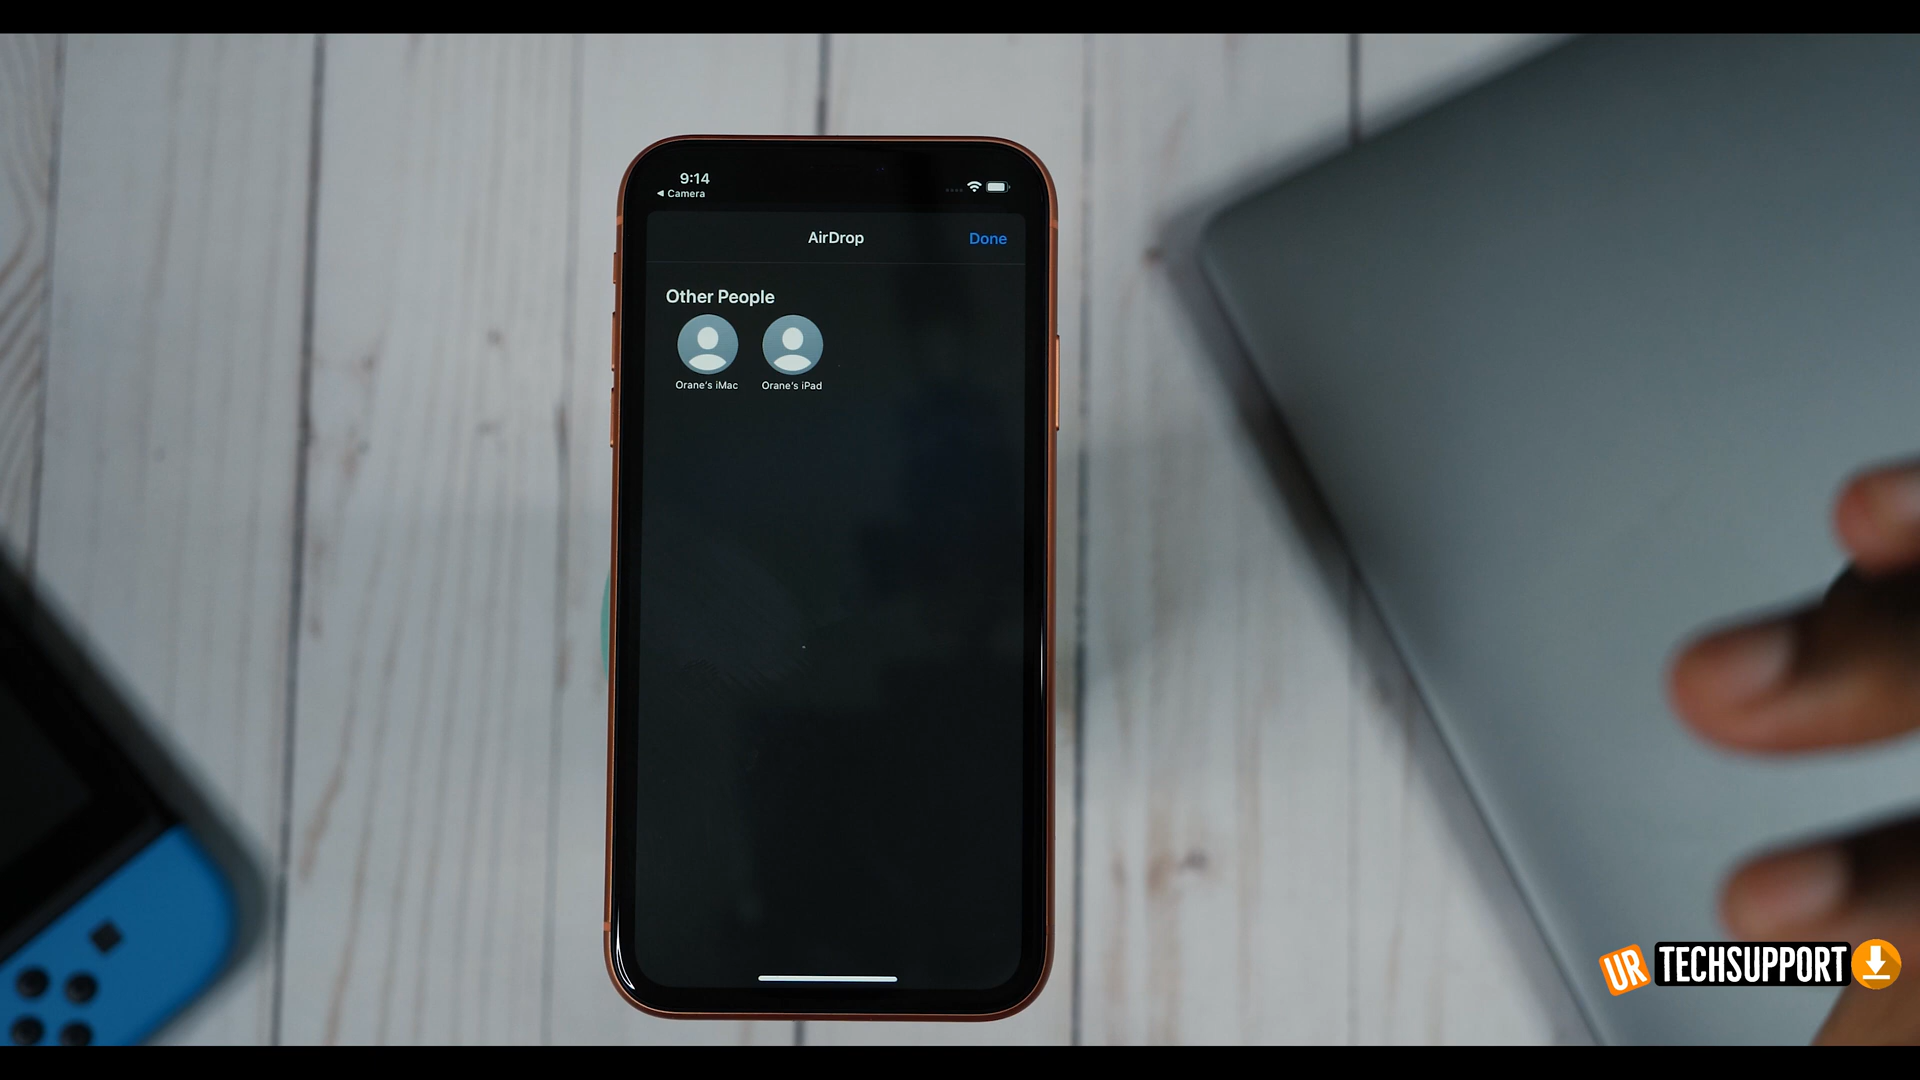 9:14
◀ Camera
AirDrop
Done
Other People
Orane's iMac
Orane's iPad
UR TECHSUPPORT